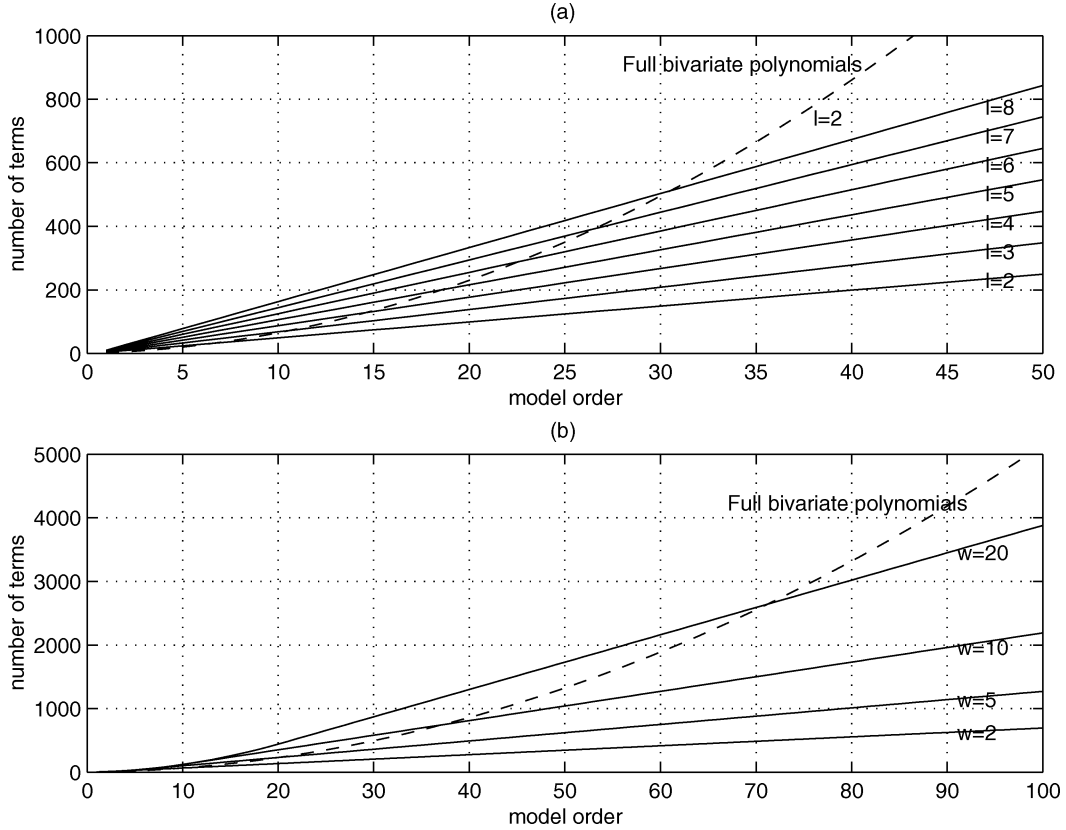 (a)
1000
Full bivariate polynomials
800
l=8
l=2
l=7
600
l=6
l=5
400
l=4
l=3
200
l=2
0
number of terms
0 5 10 15 20 25 30 35 40 45 50
model order
(b)
5000
Full bivariate polynomials
4000
w=20
3000
2000
w=10
1000
w=5
w=2
0
number of terms
0 10 20 30 40 50 60 70 80 90 100
model order